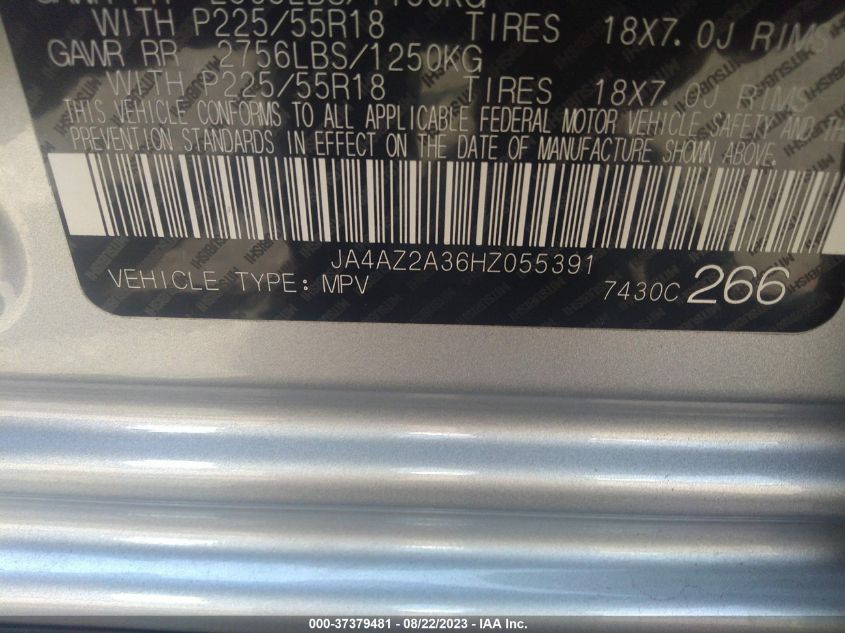 WITH P225/55R18 TIRES 18X7.0J RIMS
GAWR RR 2756LBS/1250KG
WITH P225/55R18 TIRES 18X7.0J RIMS
THIS VEHICLE CONFORMS TO ALL APPLICABLE FEDERAL MOTOR VEHICLE SAFETY AND
PREVENTION STANDARDS IN EFFECT ON THE DATE OF MANUFACTURE SHOWN ABOVE.
JA4AZ2A36HZ055391
VEHICLE TYPE: MPV 7430C 266
000-37379481 - 08/22/2023 - © IAA Inc.